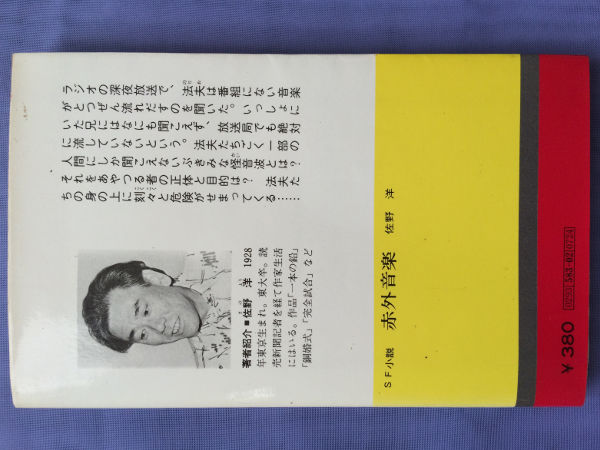 ラジオの深夜放送で、法夫は番組にない音楽
がとつぜん流れだすのを聞いた。いっしょに
いた兄にはなにも聞こえず、放送局でも絶対
に流していないという。法夫たちごく一部の
人間にしか聞こえないぶきみな怪音波とは?
それをあやつる者の正体と目的は? 法夫た
ちの身の上に刻々と危険がせまってくる……
著者紹介■佐野 洋 1928
年東京生まれ。東大卒。読
売新聞記者を経て作家生活
にはいる。作品「一本の鉛」
「銅婚式」「完全試合」など
。
SF小説 赤外音楽 佐野 洋
0293-583-02-0724
¥380